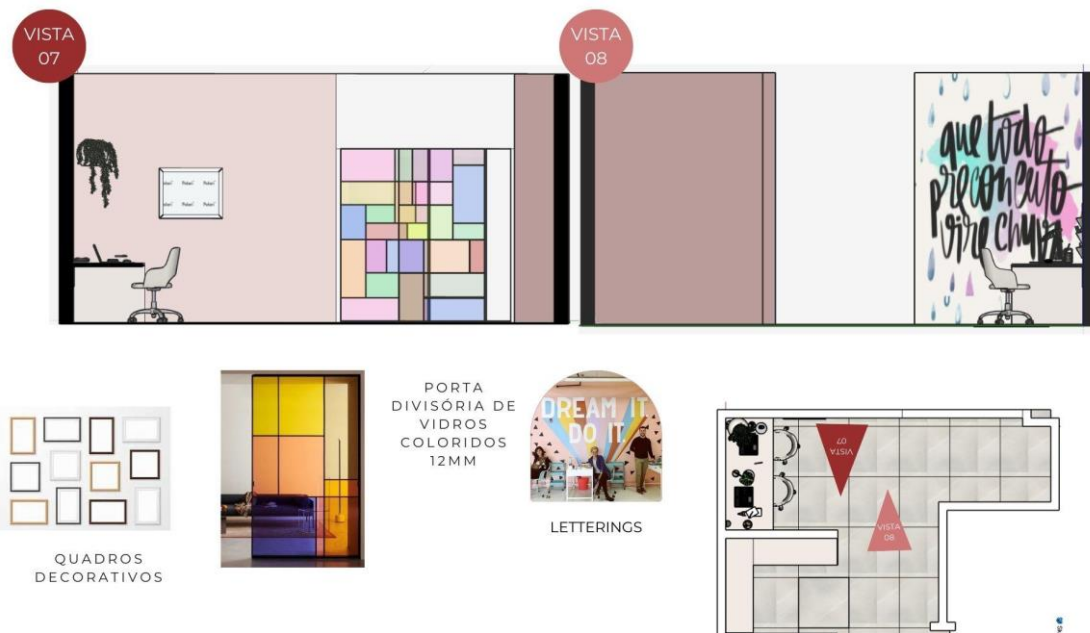 VISTA
07
VISTA
08
que todo
preconceito
vire chuva
PORTA
DIVISÓRIA DE
VIDROS
COLORIDOS
12MM
DREAM IT
DO IT
LETTERINGS
QUADROS
DECORATIVOS
VISTA
07
VISTA
08